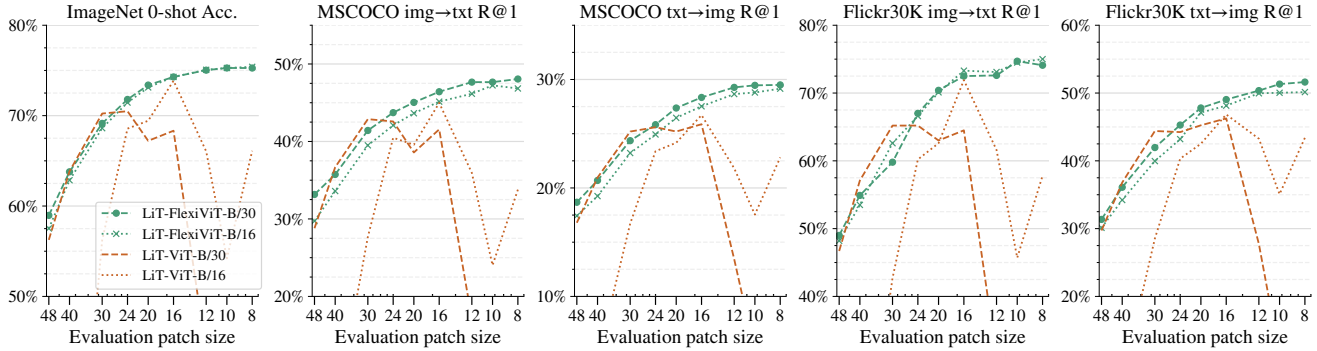 ImageNet 0-shot Acc.
80%
70%
60%
50%
48 40 30 24 20 16 12 10 8
Evaluation patch size
LiT-FlexiViT-B/30
LiT-FlexiViT-B/16
LiT-ViT-B/30
LiT-ViT-B/16
MSCOCO img→txt R@1
50%
40%
30%
20%
48 40 30 24 20 16 12 10 8
Evaluation patch size
MSCOCO txt→img R@1
30%
20%
10%
48 40 30 24 20 16 12 10 8
Evaluation patch size
Flickr30K img→txt R@1
80%
70%
60%
50%
40%
48 40 30 24 20 16 12 10 8
Evaluation patch size
Flickr30K txt→img R@1
60%
50%
40%
30%
20%
48 40 30 24 20 16 12 10 8
Evaluation patch size